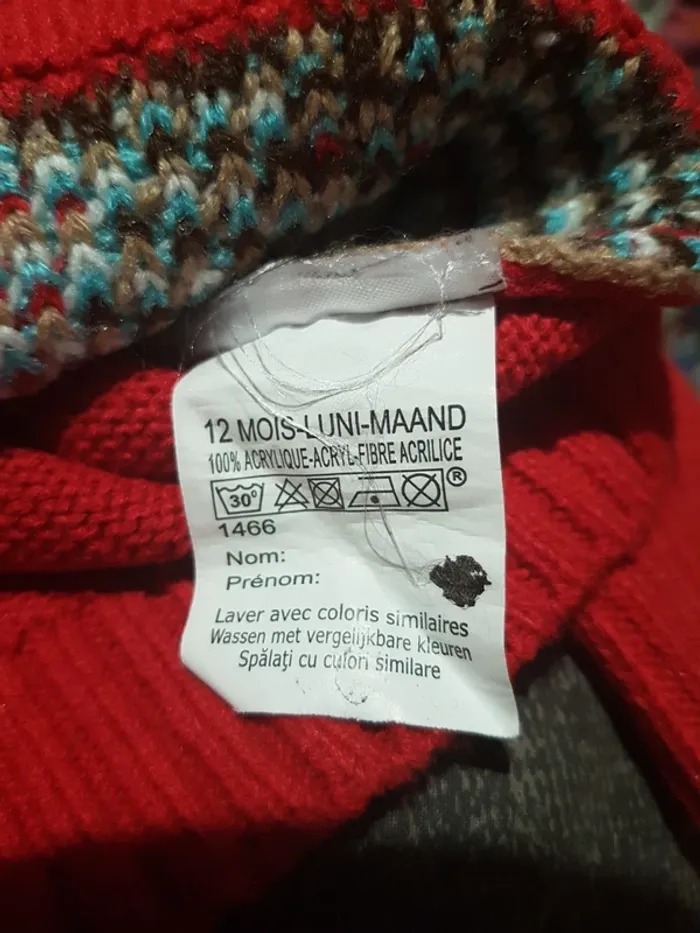 12 MOIS-LUNI-MAAND
100% ACRYLIQUE-ACRYL-FIBRE ACRILICE
30° ®
1466
Nom:
Prénom:
Laver avec coloris similaires
Wassen met vergelijkbare kleuren
Spălaţi cu culori similare